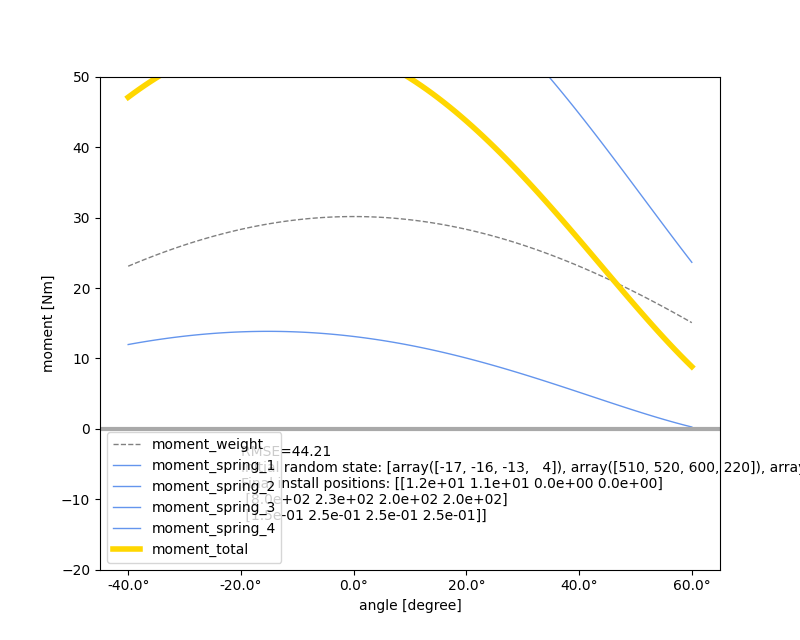 50
40
30
20
10
0
−10
−20
moment [Nm]
moment_weight
moment_spring_1
moment_spring_2
moment_spring_3
moment_spring_4
moment_total
RMSE=44.21
random state: [array([-17, -16, -13,   4]), array([510, 520, 600, 220]), array
install positions: [[1.2e+01 1.1e+01 0.0e+00 0.0e+00]
[8.0e+02 2.3e+02 2.0e+02 2.0e+02]
2.5e-01 2.5e-01 2.5e-01]]
-40.0° -20.0° 0.0° 20.0° 40.0° 60.0°
angle [degree]